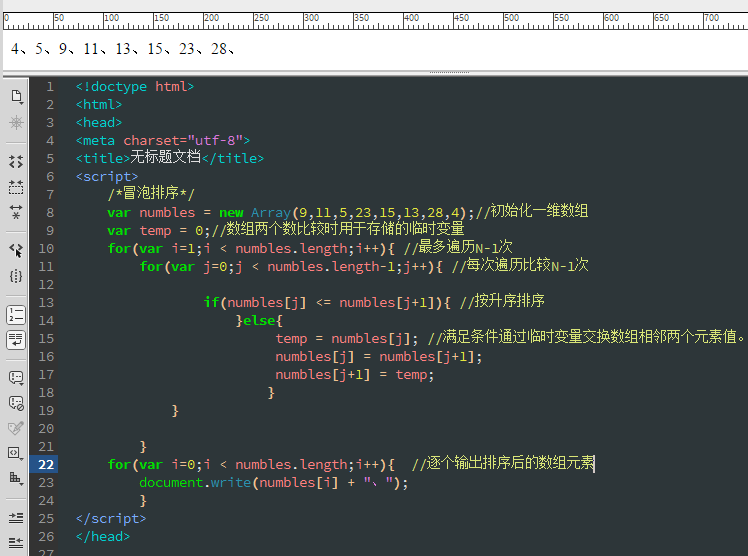 0 50 100 150 200 250 300 350 400 450 500 550 600 650 700
4、5、9、11、13、15、23、28、
1 <!doctype html>
2 <html>
3 <head>
4 <meta charset="utf-8">
5 <title>无标题文档</title>
6 <script>
7 /*冒泡排序*/
8 var numbles = new Array(9,11,5,23,15,13,28,4);//初始化一维数组
9 var temp = 0;//数组两个数比较时用于存储的临时变量
10 for(var i=1;i < numbles.length;i++){ //最多遍历N-1次
11 for(var j=0;j < numbles.length-1;j++){ //每次遍历比较N-1次
12
13 if(numbles[j] <= numbles[j+1]){ //按升序排序
14 }else{
15 temp = numbles[j]; //满足条件通过临时变量交换数组相邻两个元素值。
16 numbles[j] = numbles[j+1];
17 numbles[j+1] = temp;
18 }
19 }
20
21 }
22 for(var i=0;i < numbles.length;i++){ //逐个输出排序后的数组元素
23 document.write(numbles[i] + "、");
24 }
25 </script>
26 </head>
27